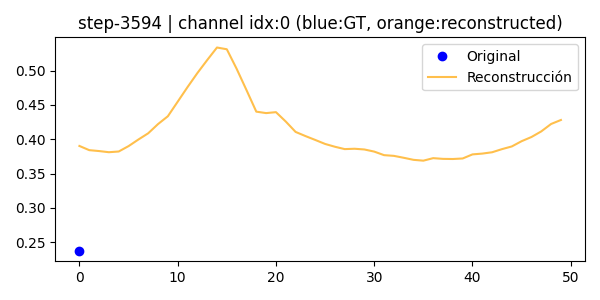 step-3594 | channel idx:0 (blue:GT, orange:reconstructed)
Original
Reconstrucción
0.50
0.45
0.40
0.35
0.30
0.25
0 10 20 30 40 50